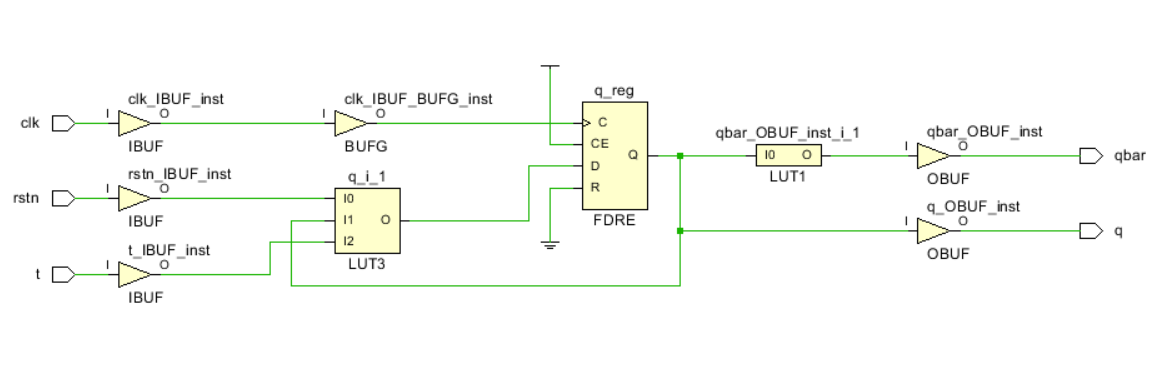 clk
I
clk_IBUF_inst
O
IBUF
I
clk_IBUF_BUFG_inst
O
BUFG
q_reg
C
CE
D
R
Q
FDRE
rstn
I
rstn_IBUF_inst
O
IBUF
t
I
t_IBUF_inst
O
IBUF
q_i_1
I0
I1
I2
O
LUT3
qbar_OBUF_inst_i_1
I0
O
LUT1
I
qbar_OBUF_inst
O
OBUF
qbar
I
q_OBUF_inst
O
OBUF
q